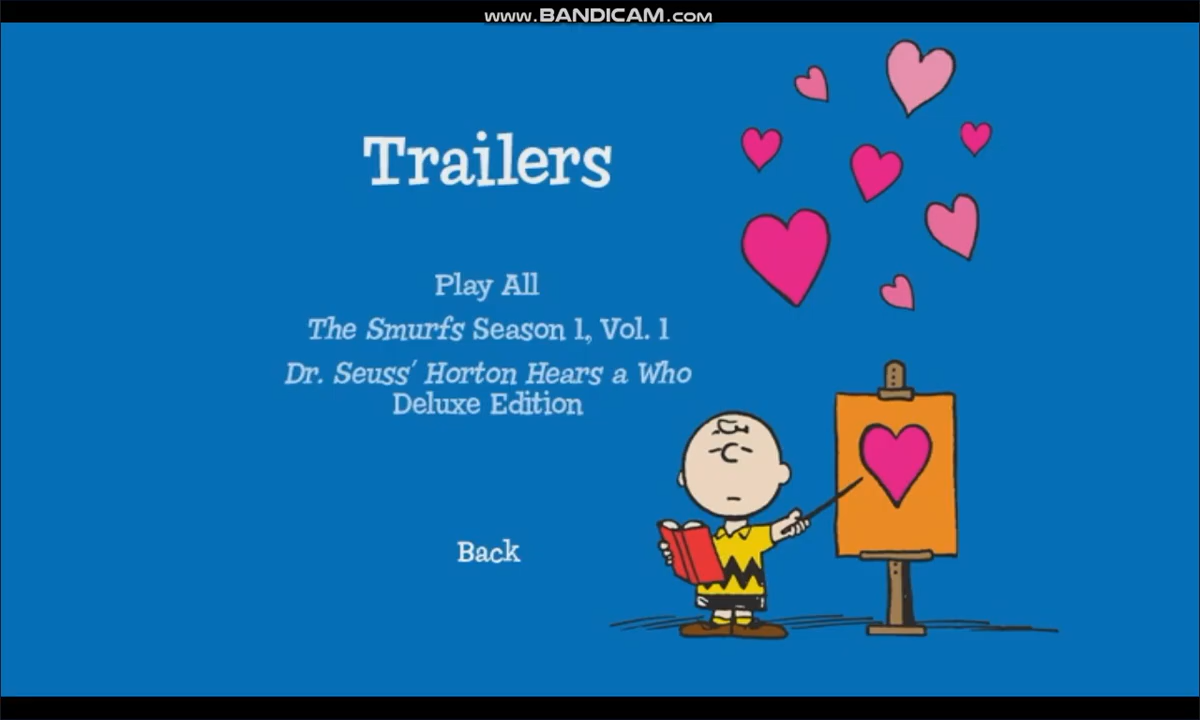 www.BANDICAM.com
Trailers
Play All
The Smurfs Season 1, Vol. 1
Dr. Seuss' Horton Hears a Who
Deluxe Edition
Back